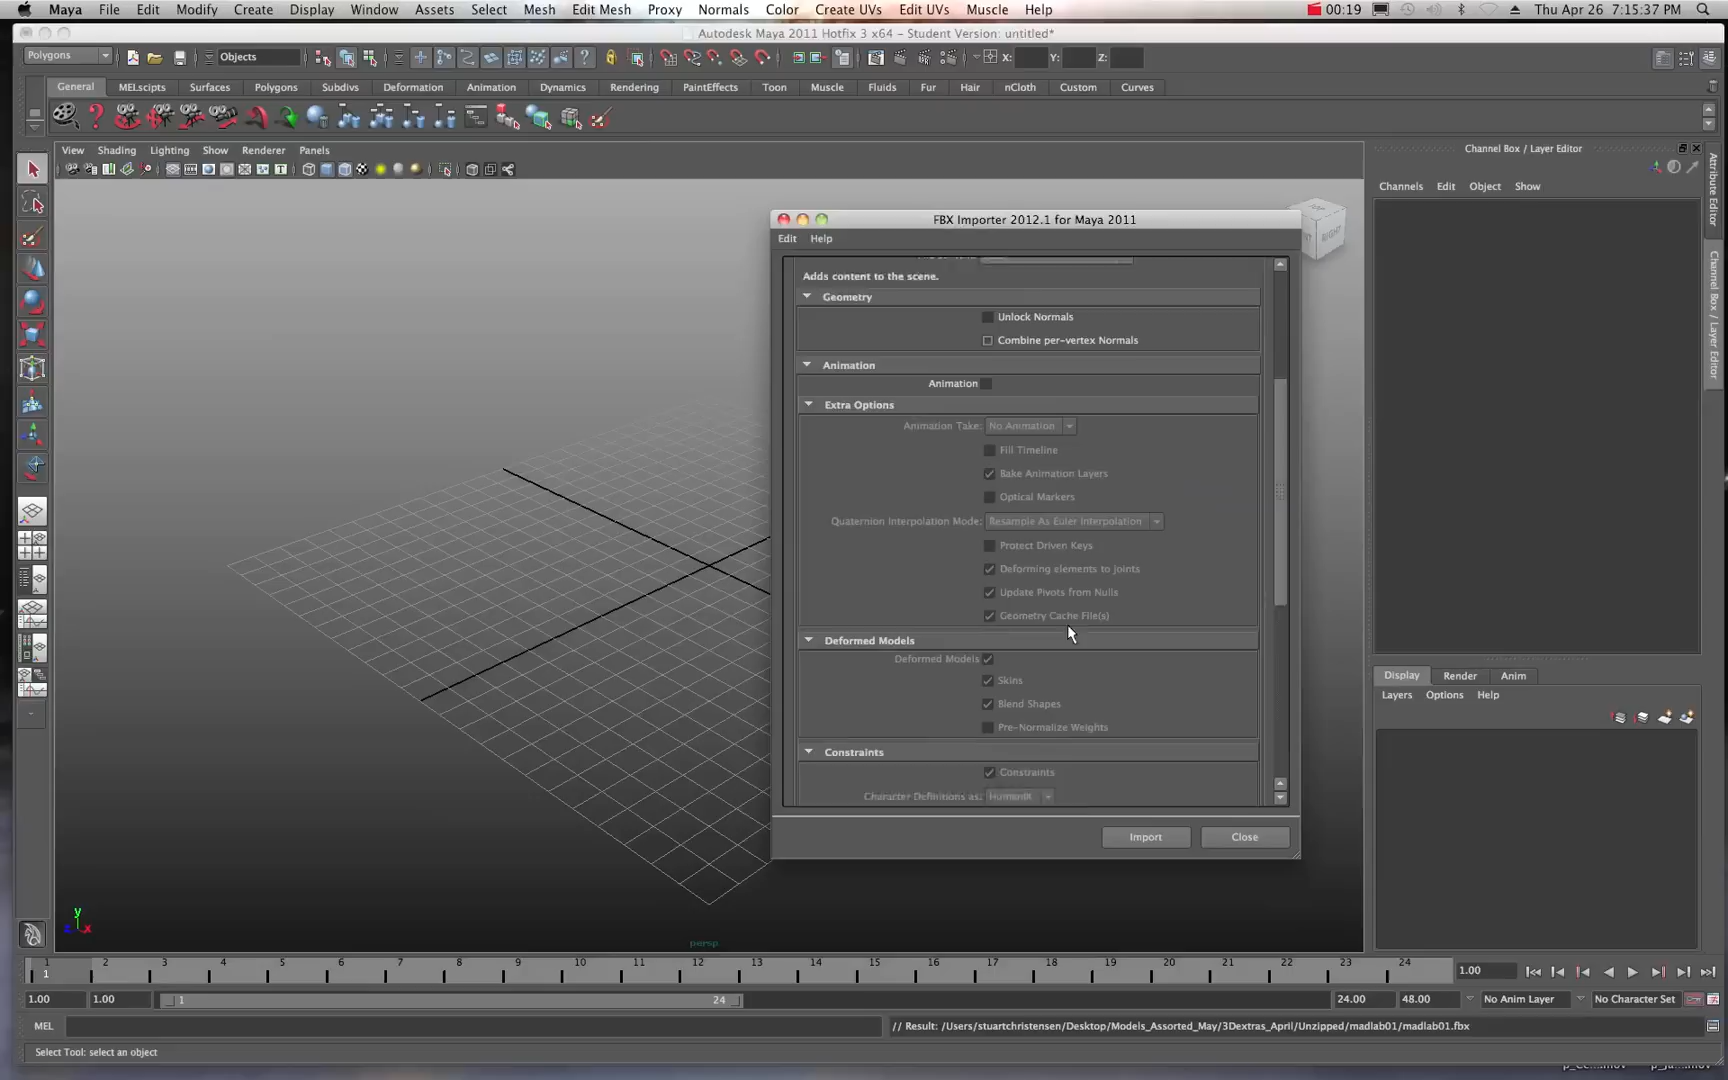 Maya File Edit Modify Create Display Window Assets Select Mesh Edit Mesh Proxy Normals Color Create UVs Edit UVs Muscle Help 00:19 Thu Apr 26 7:15:37 PM
Autodesk Maya 2011 Hotfix 3 x64 – Student Version: untitled*
Polygons Objects X: Y: Z:
General MELscipts Surfaces Polygons Subdivs Deformation Animation Dynamics Rendering PaintEffects Toon Muscle Fluids Fur Hair nCloth Custom Curves
View Shading Lighting Show Renderer Panels
Channel Box / Layer Editor
Channels Edit Object Show
Attribute Editor
Channel Box / Layer Editor
RIGHT
FBX Importer 2012.1 for Maya 2011
Edit Help
Adds content to the scene.
Geometry
Unlock Normals
Combine per-vertex Normals
Animation
Animation
Extra Options
Animation Take: No Animation
Fill Timeline
Bake Animation Layers
Optical Markers
Quaternion Interpolation Mode: Resample As Euler Interpolation
Protect Driven Keys
Deforming elements to joints
Update Pivots from Nulls
Geometry Cache File(s)
Deformed Models
Deformed Models
Skins
Blend Shapes
Pre-Normalize Weights
Constraints
Constraints
Character Definitions as: HumanIK
Import Close
Display Render Anim
Layers Options Help
y
z x
persp
1 2 3 4 5 6 7 8 9 10 11 12 13 14 15 16 17 18 19 20 21 22 23 24
1 1.00
1.00 1.00 1 24 24.00 48.00 No Anim Layer No Character Set
MEL // Result: /Users/stuartchristensen/Desktop/Models_Assorted_May/3Dextras_April/Unzipped/madlab01/madlab01.fbx
Select Tool: select an object